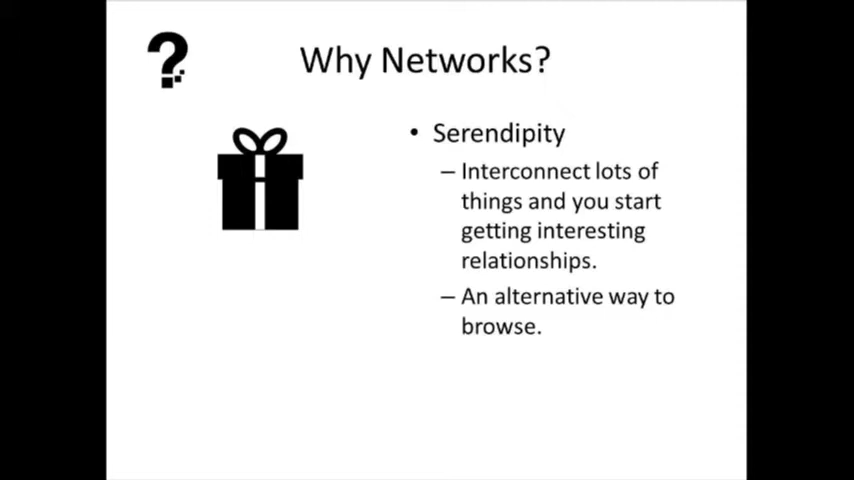 Why Networks?
• Serendipity
– Interconnect lots of
things and you start
getting interesting
relationships.
– An alternative way to
browse.